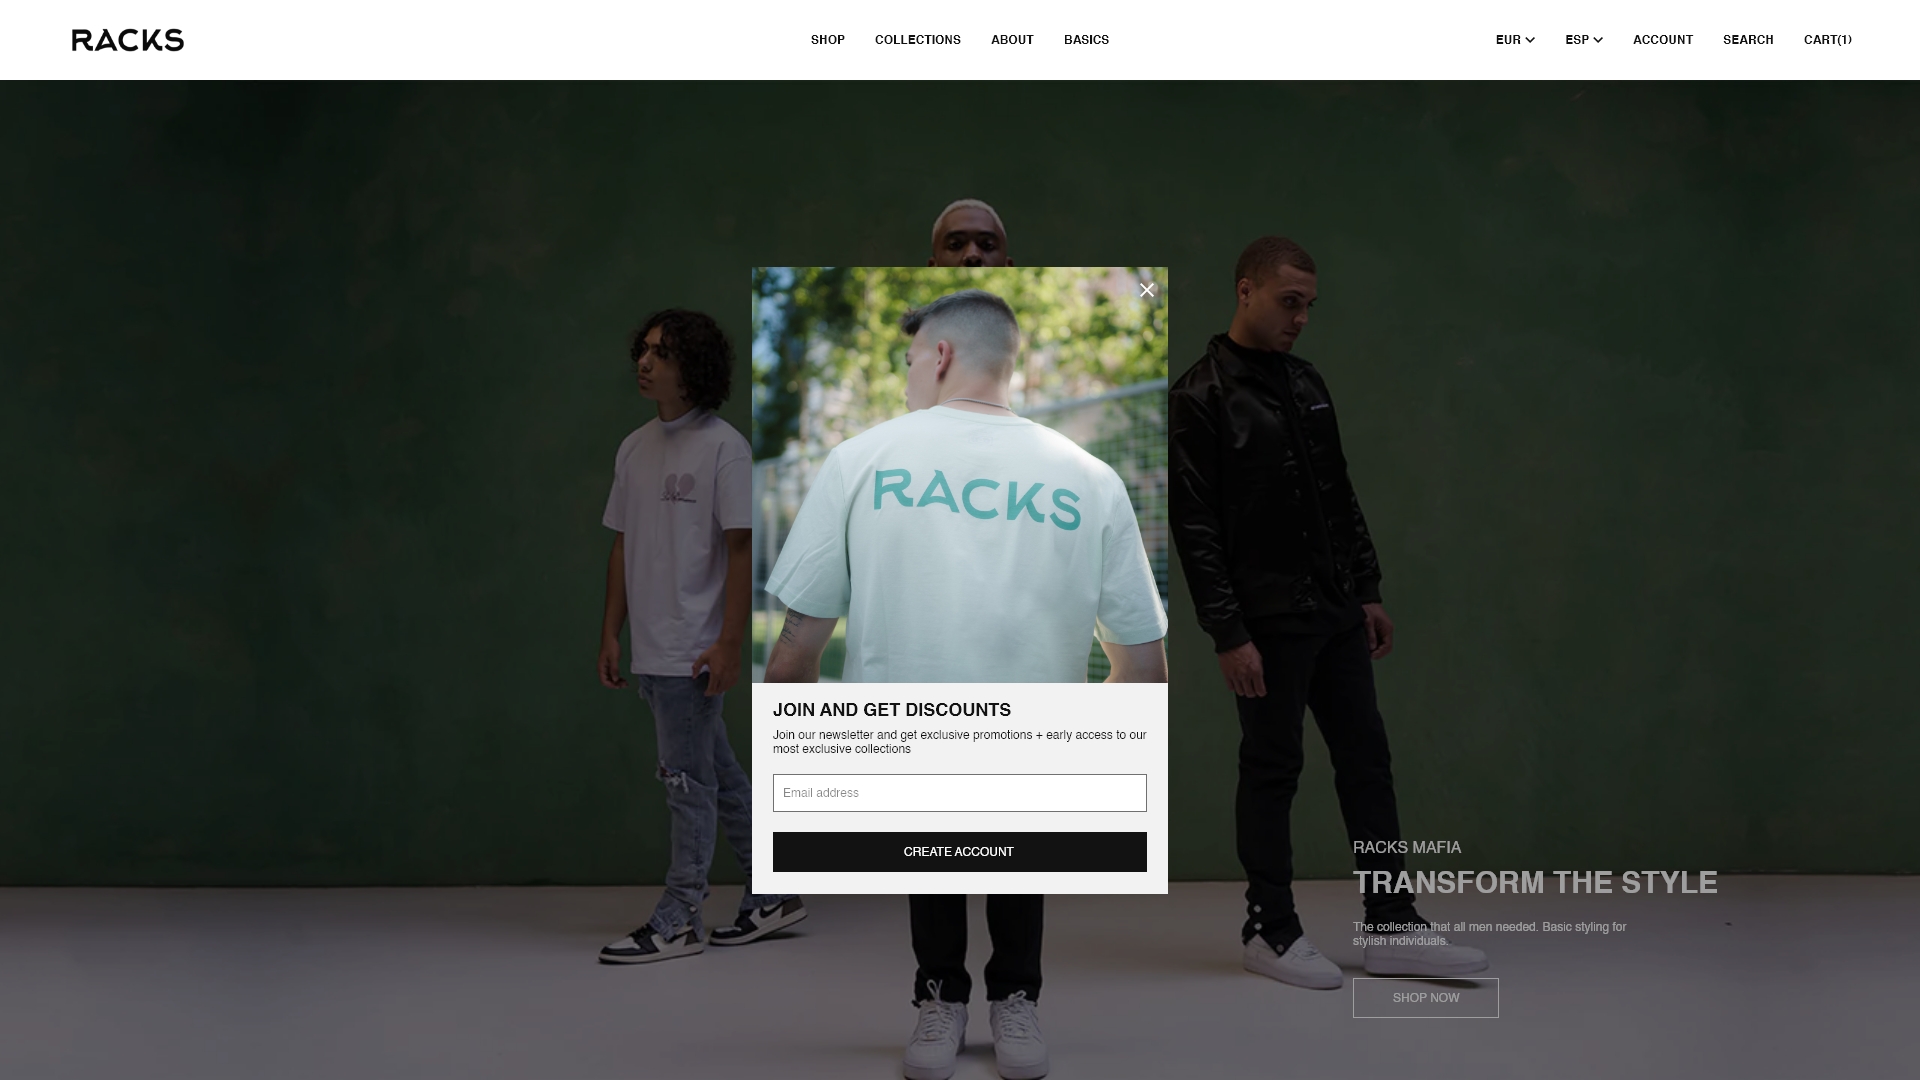 RACKS
SHOP COLLECTIONS ABOUT BASICS
EUR ESP ACCOUNT SEARCH CART(1)
RACKS
JOIN AND GET DISCOUNTS
Join our newsletter and get exclusive promotions + early access to our
most exclusive collections
Email address
CREATE ACCOUNT
RACKS MAFIA
TRANSFORM THE STYLE
The collection that all men needed. Basic styling for
stylish individuals.
SHOP NOW